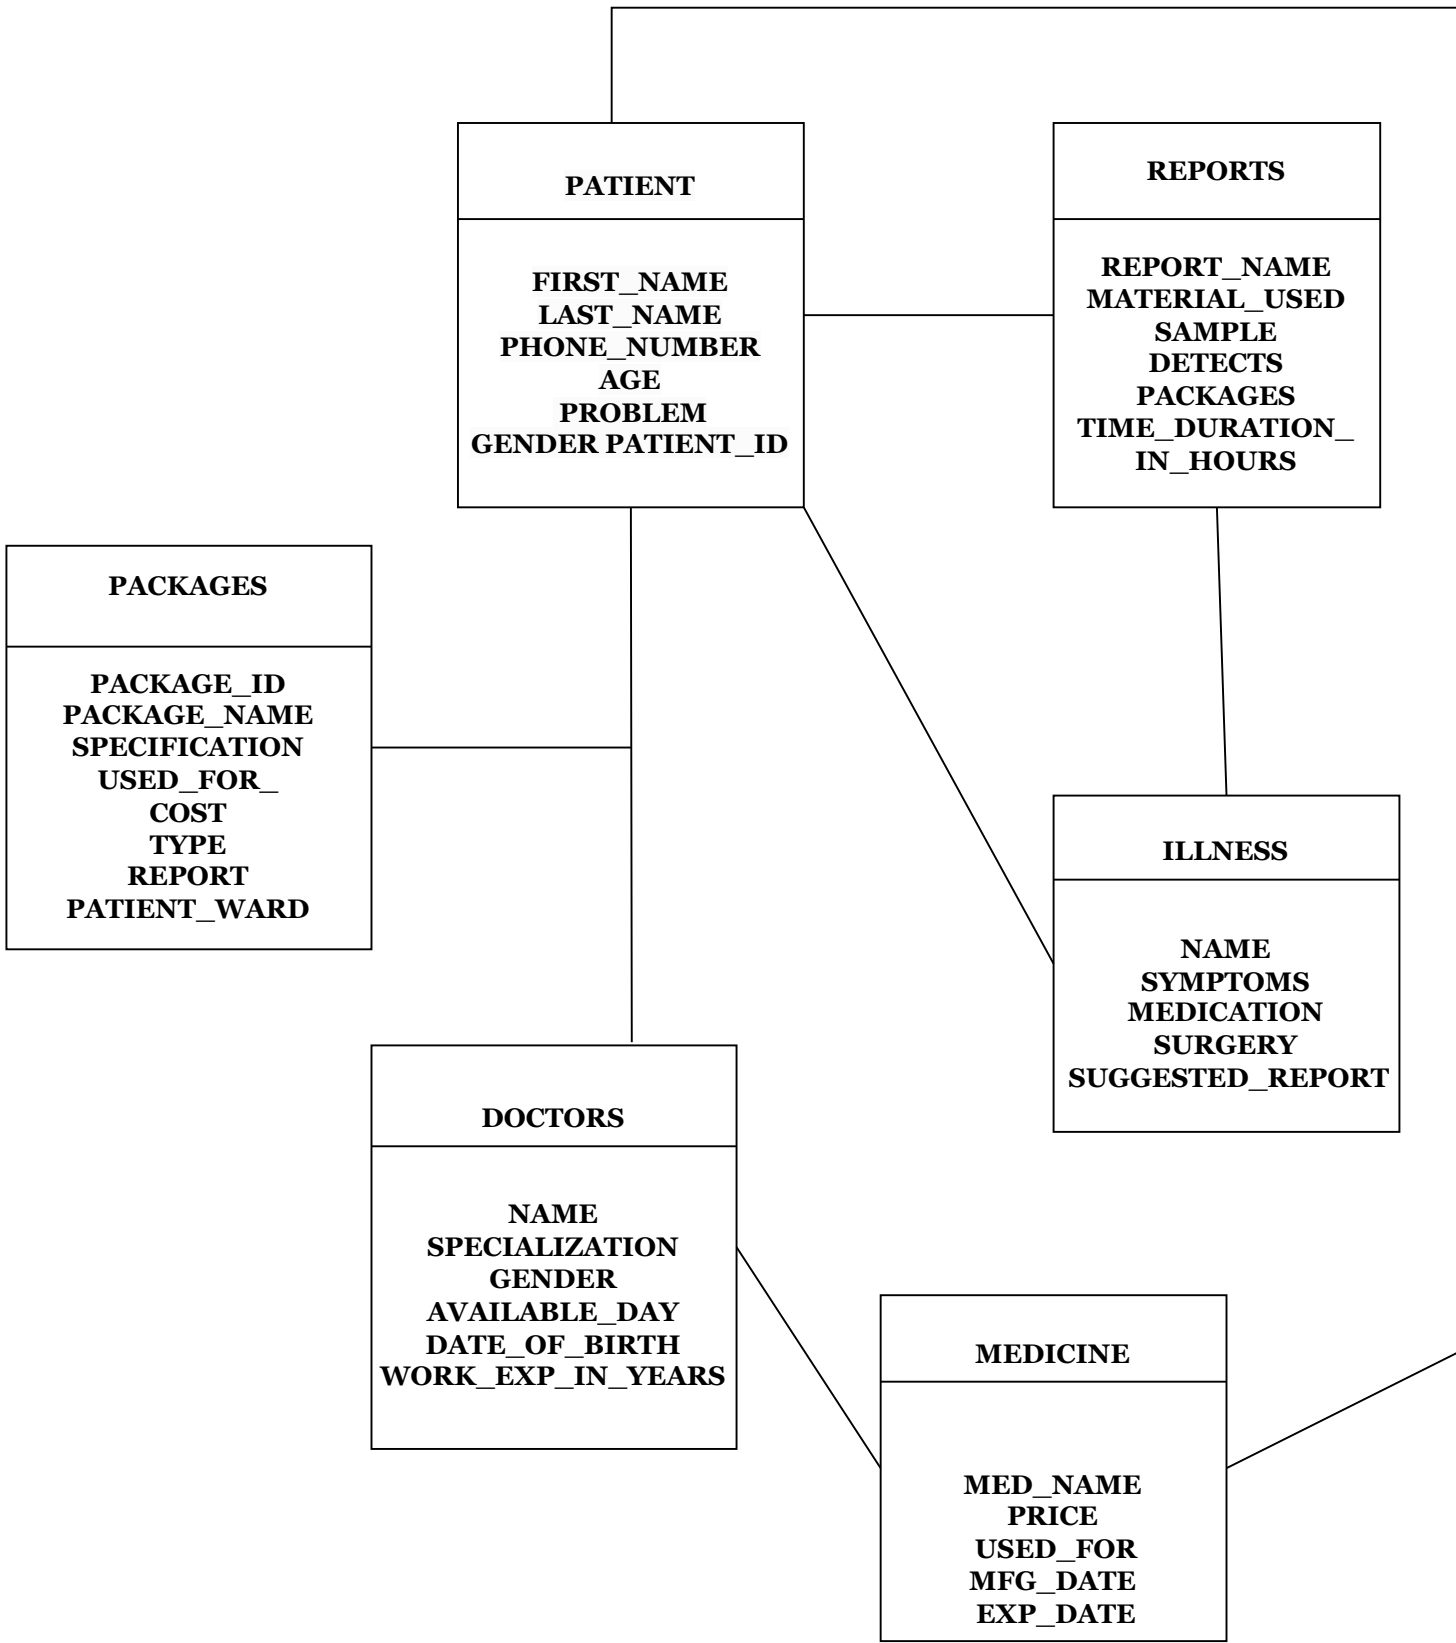 PATIENT
FIRST_NAME
LAST_NAME
PHONE_NUMBER
AGE
PROBLEM
GENDER PATIENT_ID
REPORTS
REPORT_NAME
MATERIAL_USED
SAMPLE
DETECTS
PACKAGES
TIME_DURATION_
IN_HOURS
PACKAGES
PACKAGE_ID
PACKAGE_NAME
SPECIFICATION
USED_FOR_
COST
TYPE
REPORT
PATIENT_WARD
ILLNESS
NAME
SYMPTOMS
MEDICATION
SURGERY
SUGGESTED_REPORT
DOCTORS
NAME
SPECIALIZATION
GENDER
AVAILABLE_DAY
DATE_OF_BIRTH
WORK_EXP_IN_YEARS
MEDICINE
MED_NAME
PRICE
USED_FOR
MFG_DATE
EXP_DATE